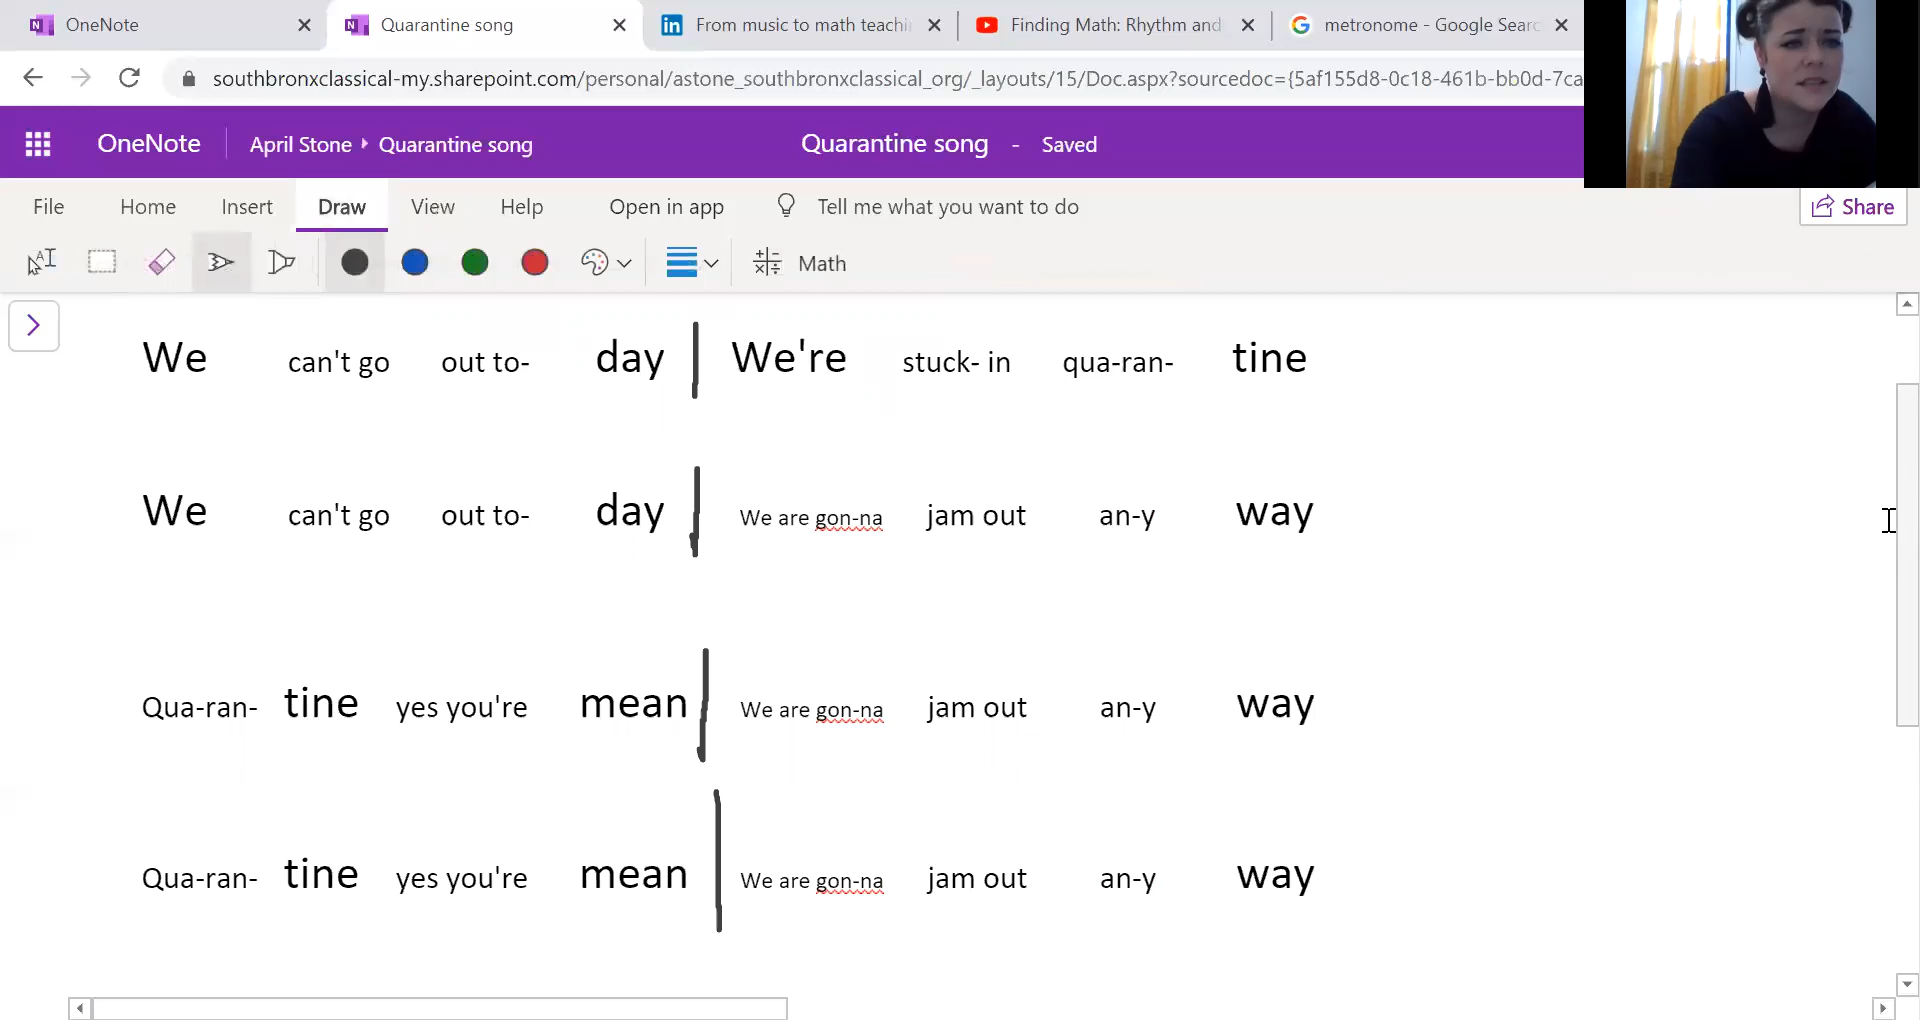 OneNote Quarantine song From music to math teachi Finding Math: Rhythm and metronome - Google Searc
southbronxclassical-my.sharepoint.com/personal/astone_southbronxclassical_org/_layouts/15/Doc.aspx?sourcedoc={5af155d8-0c18-461b-bb0d-7ca
OneNote April Stone Quarantine song Quarantine song - Saved
File Home Insert Draw View Help Open in app Tell me what you want to do Share
Math
We can't go out to- day We're stuck- in qua-ran- tine
We can't go out to- day We are gon-na jam out an-y way
Qua-ran- tine yes you're mean We are gon-na jam out an-y way
Qua-ran- tine yes you're mean We are gon-na jam out an-y way